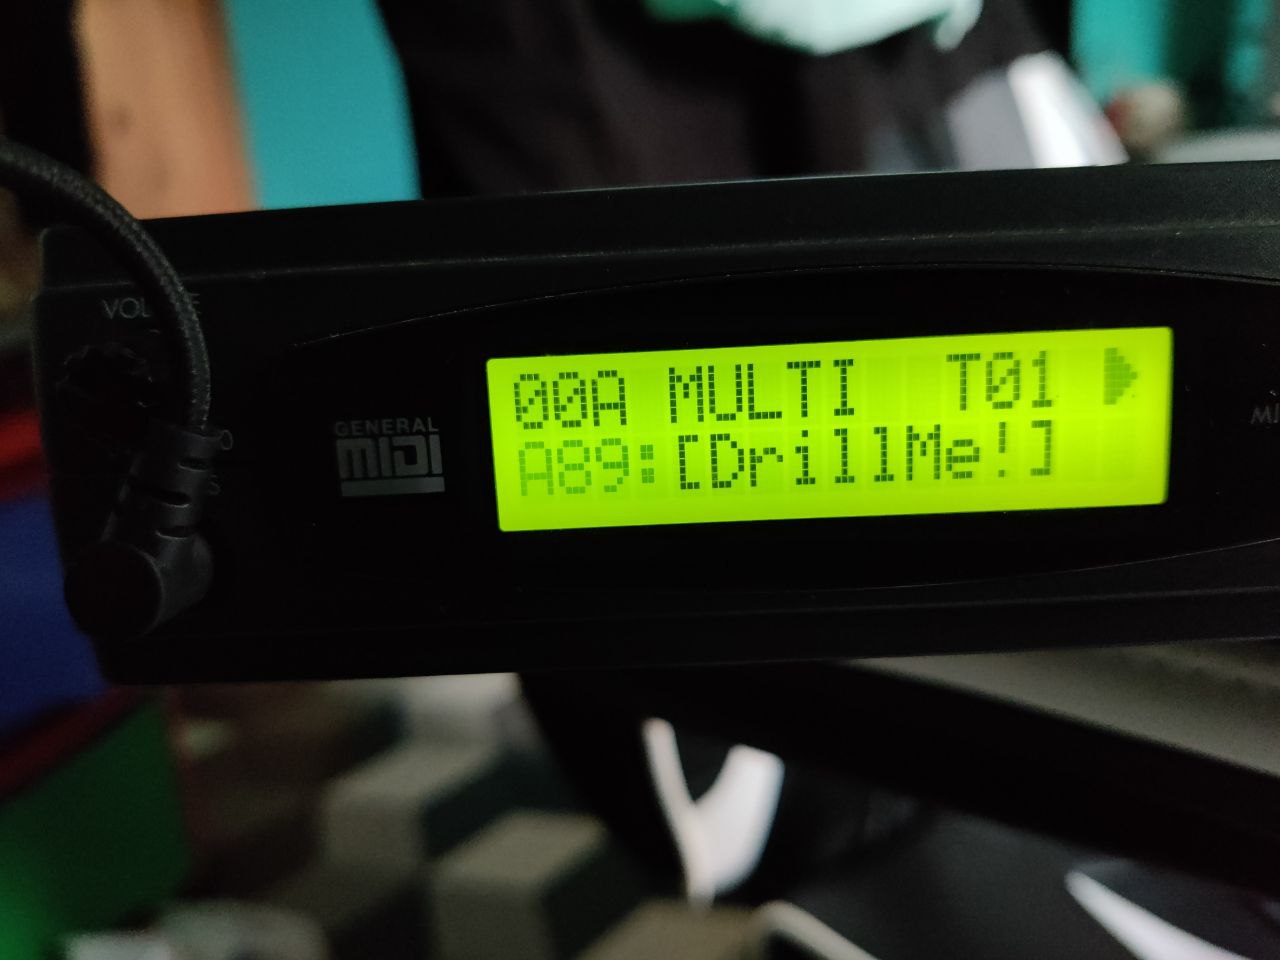 GENERAL
MIDI
00A MULTI T01 ▶
A89:[DrillMe!]